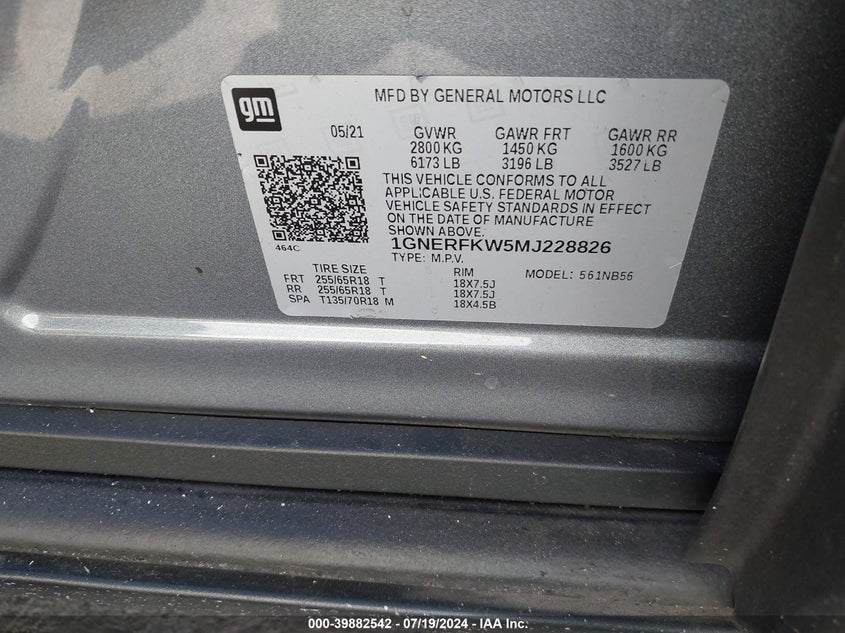 gm
MFD BY GENERAL MOTORS LLC
05/21 GVWR GAWR FRT GAWR RR
2800 KG 1450 KG 1600 KG
6173 LB 3196 LB 3527 LB
THIS VEHICLE CONFORMS TO ALL
APPLICABLE U.S. FEDERAL MOTOR
VEHICLE SAFETY STANDARDS IN EFFECT
ON THE DATE OF MANUFACTURE
SHOWN ABOVE.
464C
1GNERFKW5MJ228826
TYPE: M.P.V.
TIRE SIZE RIM MODEL: 561NB56
FRT 255/65R18 T 18X7.5J
RR 255/65R18 T 18X7.5J
SPA T135/70R18 M 18X4.5B
000-39882542 - 07/19/2024 - IAA Inc.